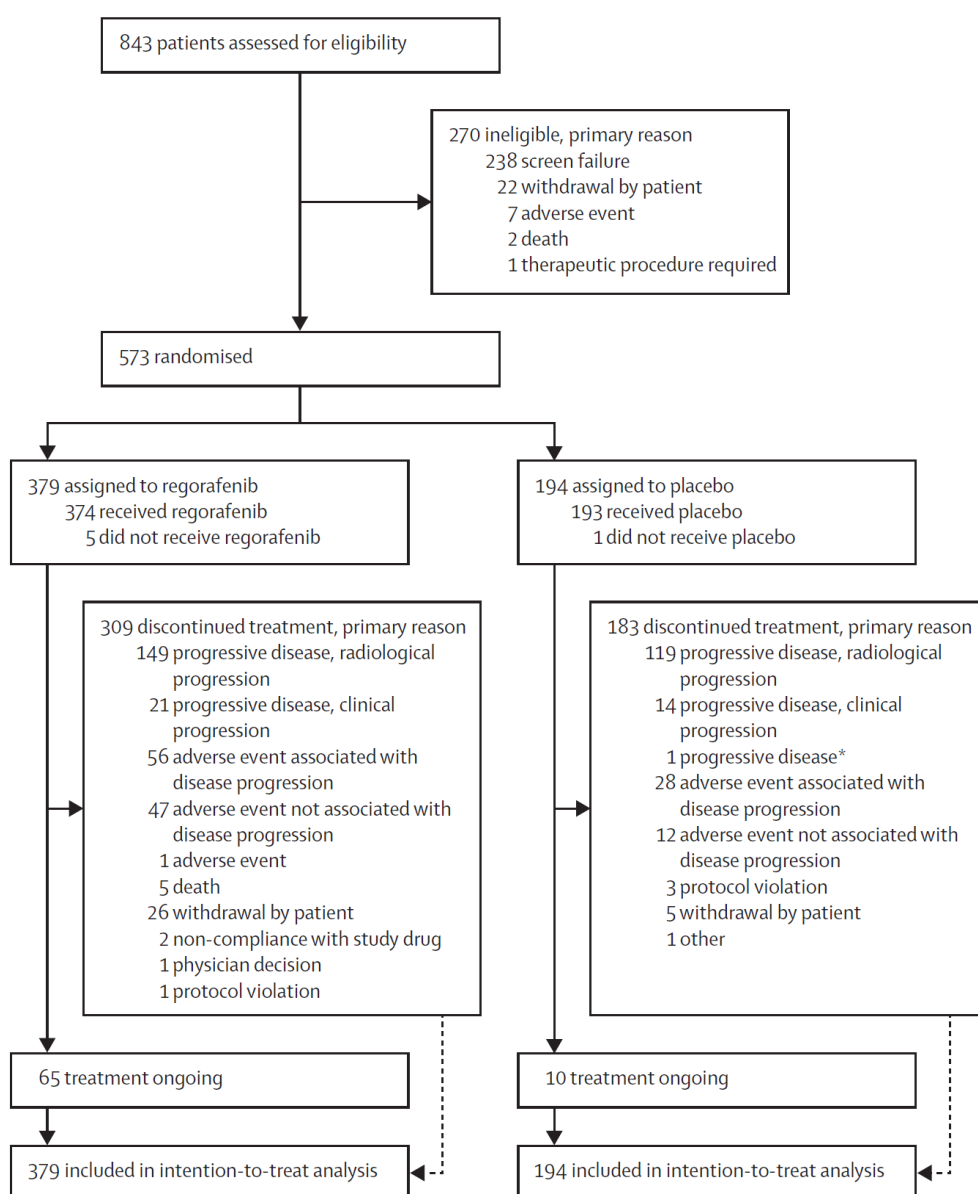 843 patients assessed for eligibility
270 ineligible, primary reason
238 screen failure
22 withdrawal by patient
7 adverse event
2 death
1 therapeutic procedure required
573 randomised
379 assigned to regorafenib
374 received regorafenib
5 did not receive regorafenib
194 assigned to placebo
193 received placebo
1 did not receive placebo
309 discontinued treatment, primary reason
149 progressive disease, radiological
progression
21 progressive disease, clinical
progression
56 adverse event associated with
disease progression
47 adverse event not associated with
disease progression
1 adverse event
5 death
26 withdrawal by patient
2 non-compliance with study drug
1 physician decision
1 protocol violation
183 discontinued treatment, primary reason
119 progressive disease, radiological
progression
14 progressive disease, clinical
progression
1 progressive disease*
28 adverse event associated with
disease progression
12 adverse event not associated with
disease progression
3 protocol violation
5 withdrawal by patient
1 other
65 treatment ongoing
10 treatment ongoing
379 included in intention-to-treat analysis
194 included in intention-to-treat analysis